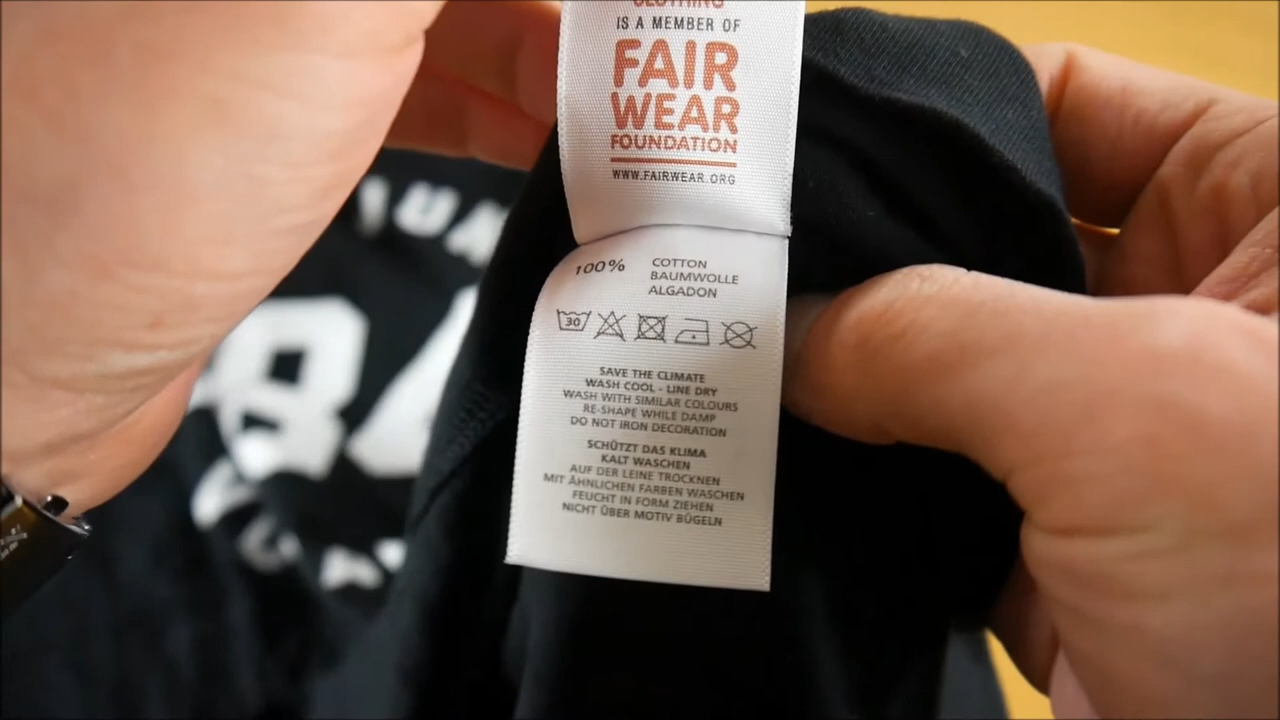 CLOTHING
IS A MEMBER OF
FAIR
WEAR
FOUNDATION
WWW.FAIRWEAR.ORG
100% COTTON
BAUMWOLLE
ALGADON
30
SAVE THE CLIMATE
WASH COOL - LINE DRY
WASH WITH SIMILAR COLOURS
RE-SHAPE WHILE DAMP
DO NOT IRON DECORATION
SCHÜTZT DAS KLIMA
KALT WASCHEN
AUF DER LEINE TROCKNEN
MIT ÄHNLICHEN FARBEN WASCHEN
FEUCHT IN FORM ZIEHEN
NICHT ÜBER MOTIV BÜGELN
84